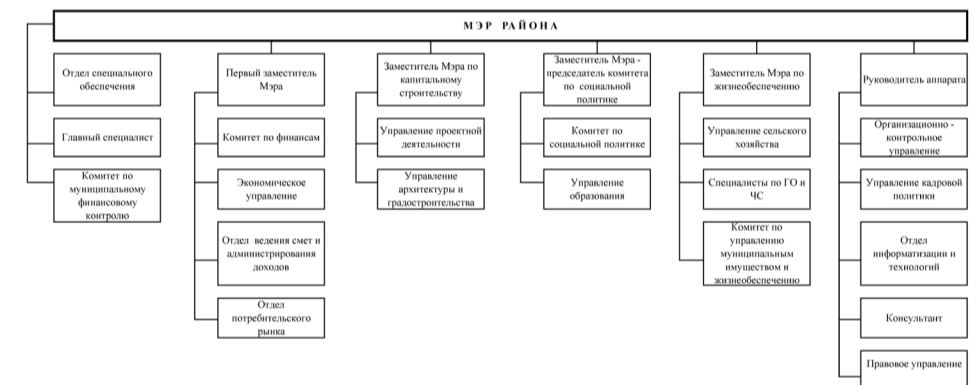 МЭР РАЙОНА
Отдел специального
обеспечения
Главный специалист
Комитет по
муниципальному
финансовому
контролю
Первый заместитель
Мэра
Комитет по финансам
Экономическое
управление
Отдел ведения смет и
администрирования
доходов
Отдел
потребительского
рынка
Заместитель Мэра по
капитальному
строительству
Управление проектной
деятельности
Управление
архитектуры и
градостроительства
Заместитель Мэра -
председатель комитета
по социальной
политике
Комитет по
социальной политике
Управление
образования
Заместитель Мэра по
жизнеобеспечению
Управление сельского
хозяйства
Специалисты по ГО и
ЧС
Комитет по
управлению
муниципальным
имуществом и
жизнеобеспечению
Руководитель аппарата
Организационно -
контрольное
управление
Управление кадровой
политики
Отдел
информатизации и
технологий
Консультант
Правовое управление